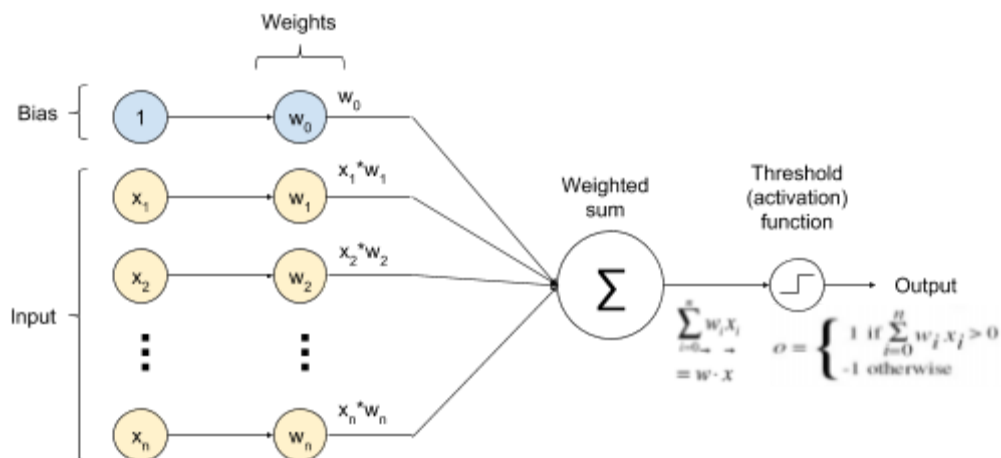 Weights
Bias
1
w₀
w₀
x₁
w₁
x₁*w₁
x₂
w₂
x₂*w₂
Input
xₙ
wₙ
xₙ*wₙ
Weighted
sum
Σ
n
∑ wᵢxᵢ
i=0
= w⃗ · x⃗
Threshold
(activation)
function
Output
o = { 1 if ∑ⁿᵢ₌₀ wᵢ xᵢ > 0
-1 otherwise